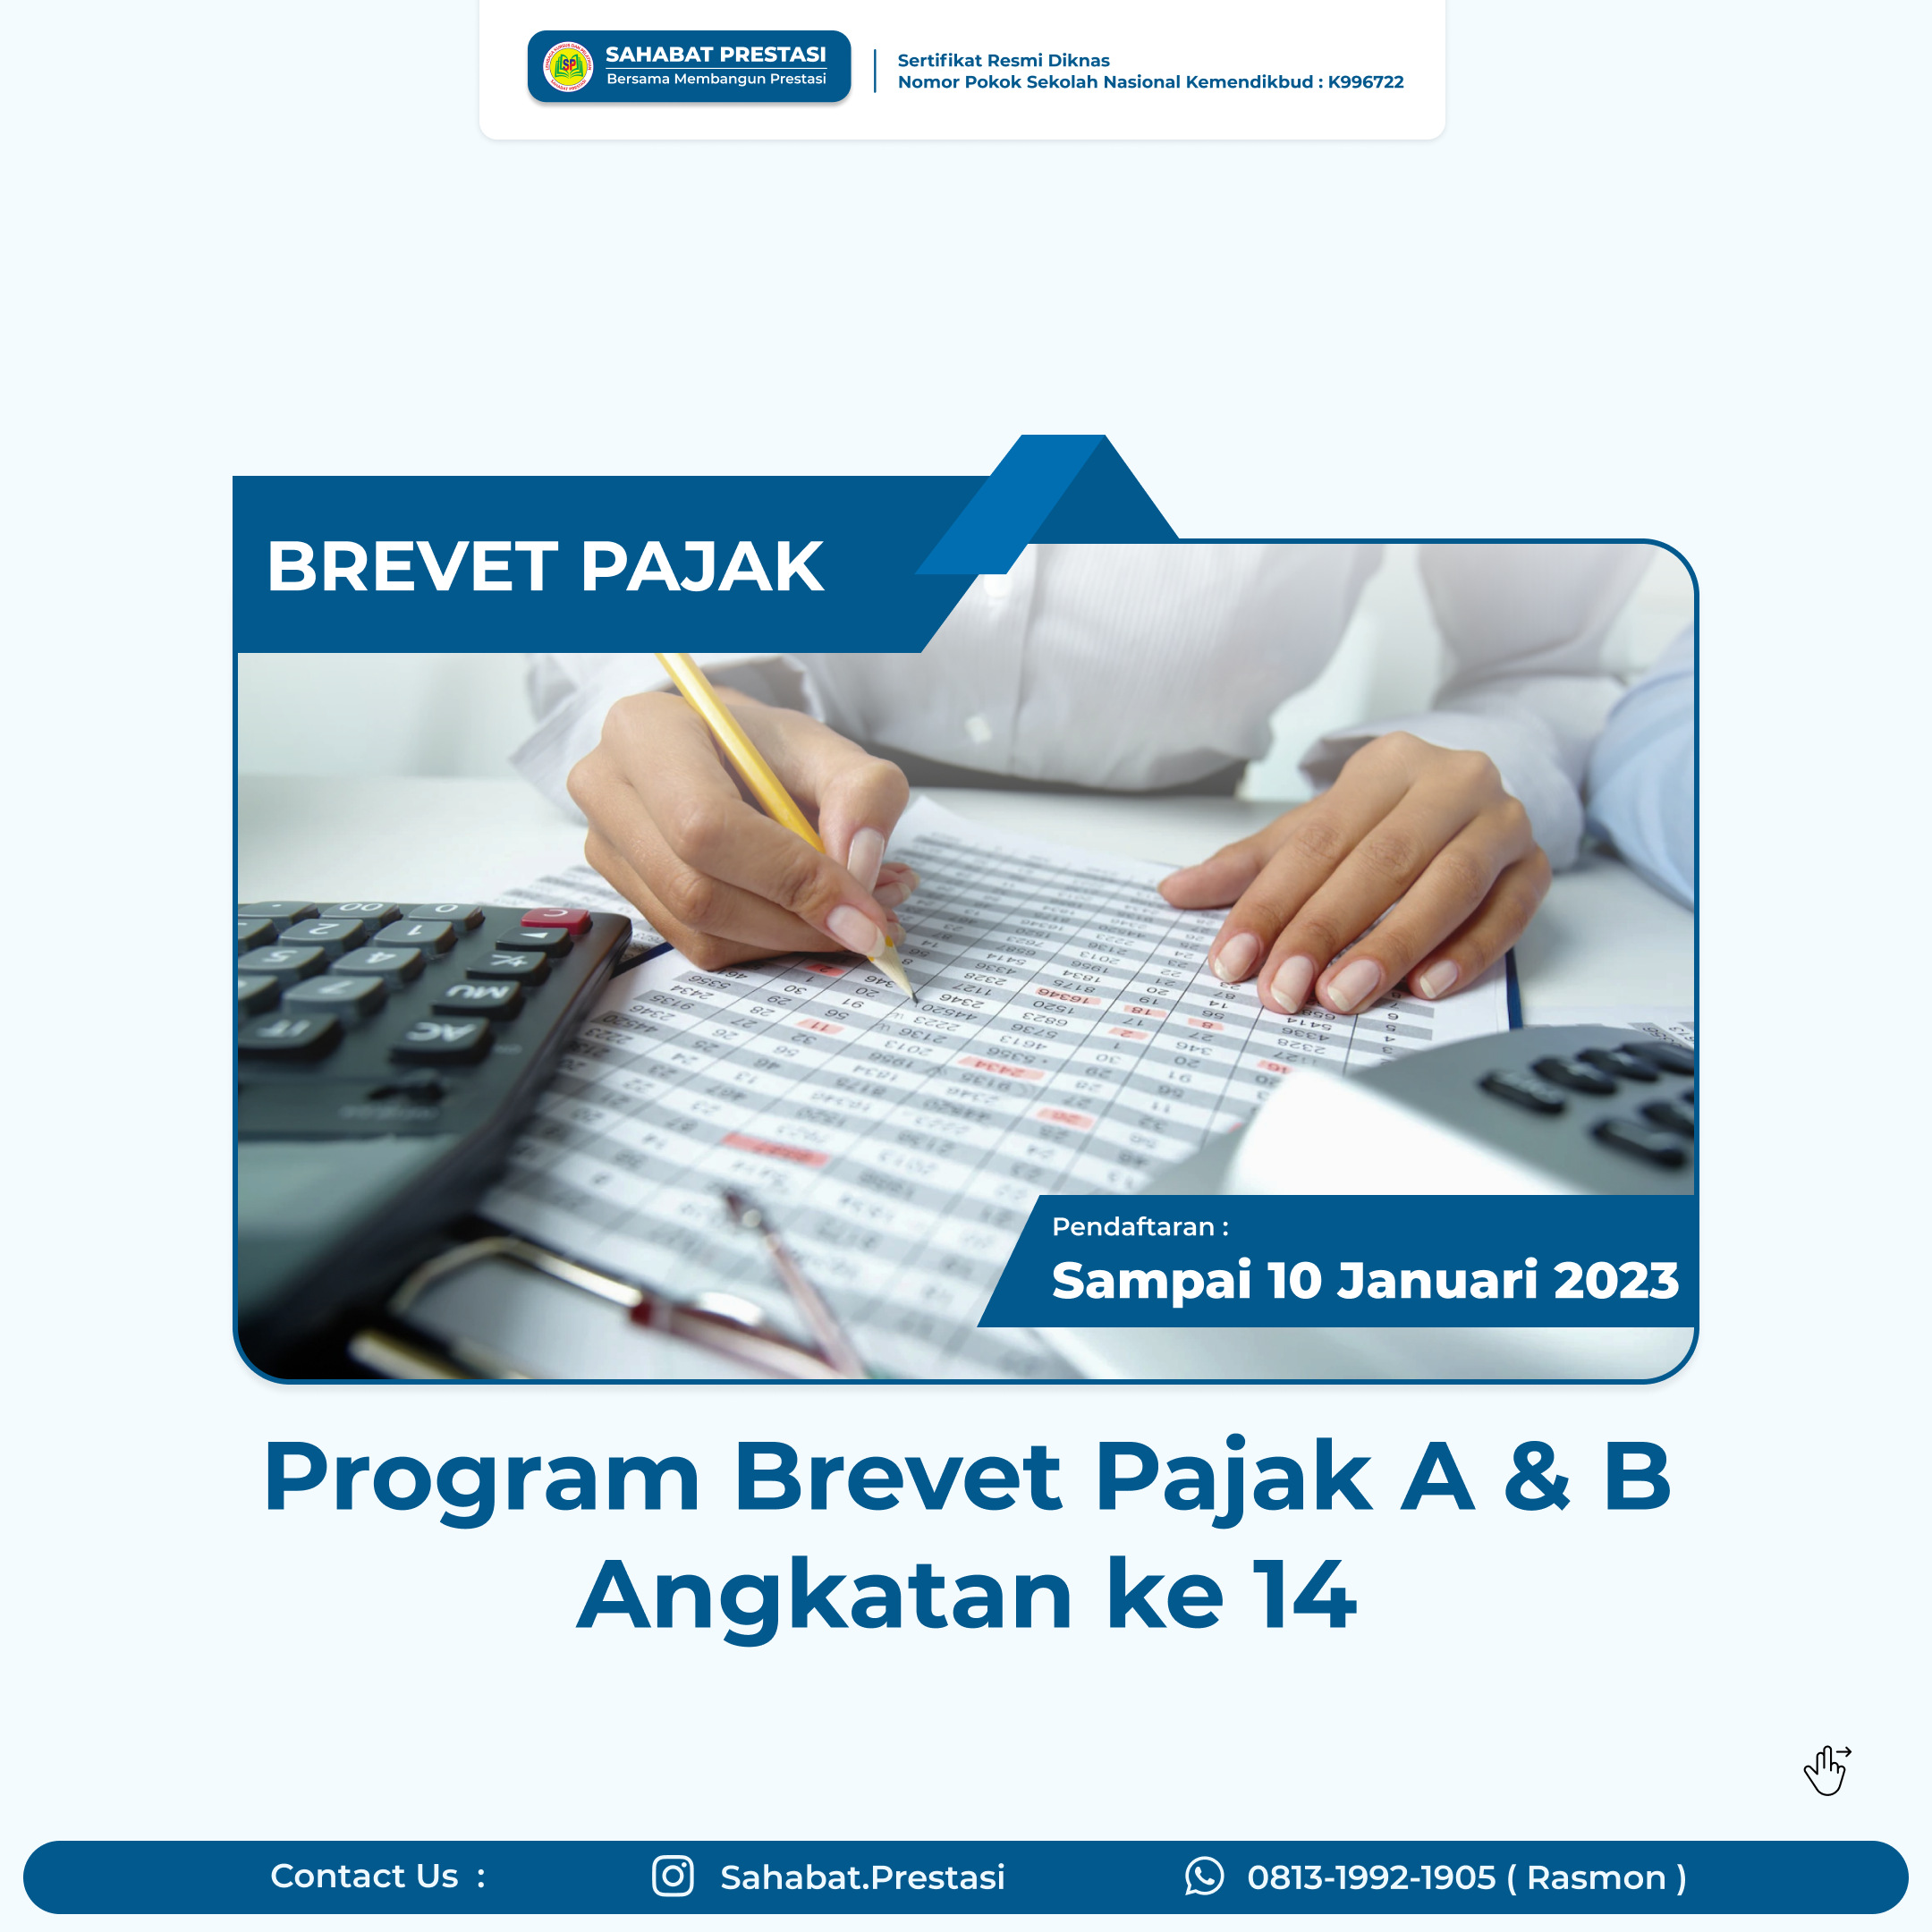 SAHABAT PRESTASI
Bersama Membangun Prestasi
Sertifikat Resmi Diknas
Nomor Pokok Sekolah Nasional Kemendikbud : K996722
BREVET PAJAK
Pendaftaran :
Sampai 10 Januari 2023
Program Brevet Pajak A & B
Angkatan ke 14
Contact Us :
Sahabat.Prestasi
0813-1992-1905 ( Rasmon )